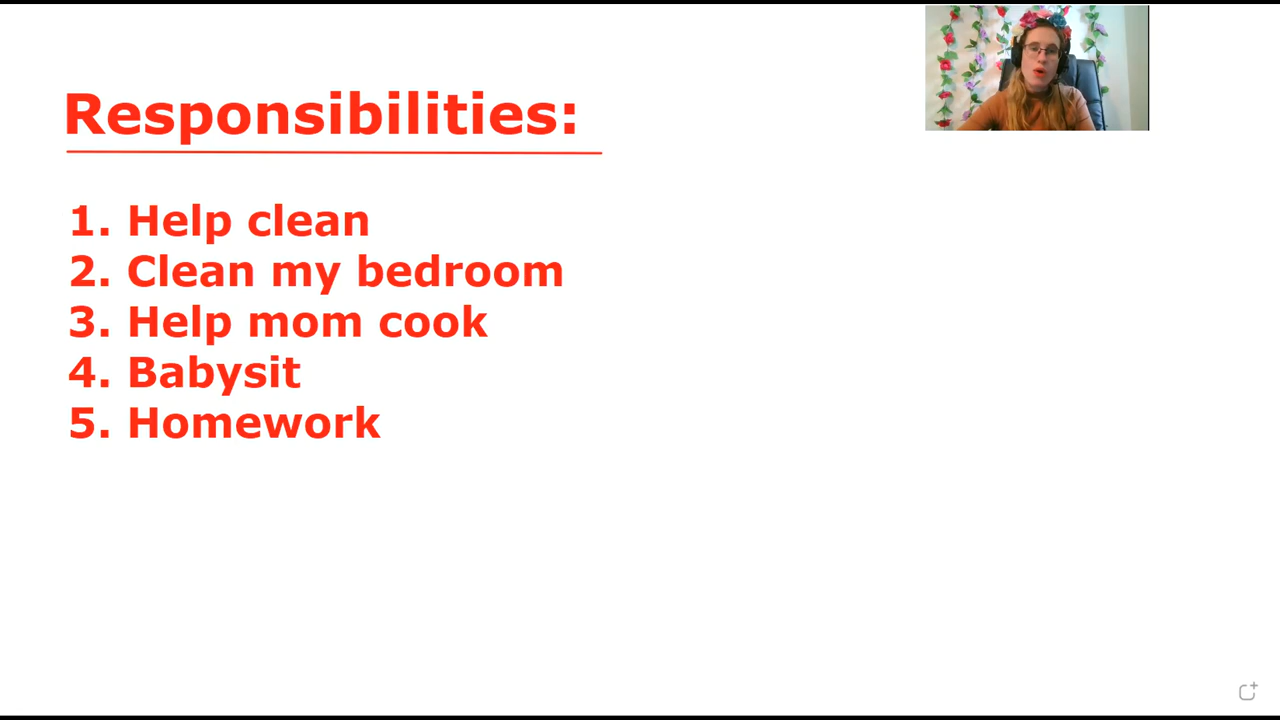 Responsibilities:
1. Help clean
2. Clean my bedroom
3. Help mom cook
4. Babysit
5. Homework